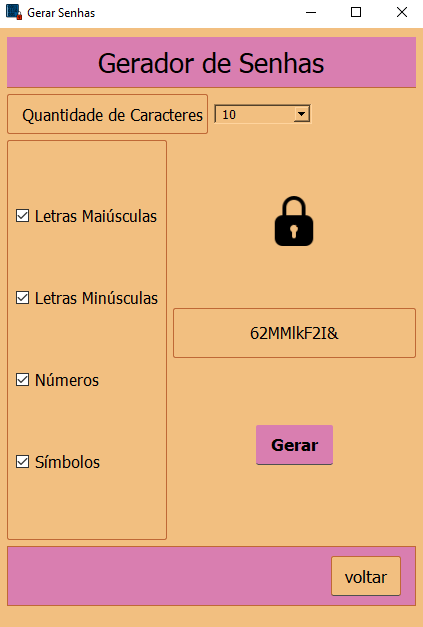 Gerar Senhas
Gerador de Senhas
Quantidade de Caracteres 10
Letras Maiúsculas
Letras Minúsculas
62MMlkF2I&
Números
Gerar
Símbolos
voltar